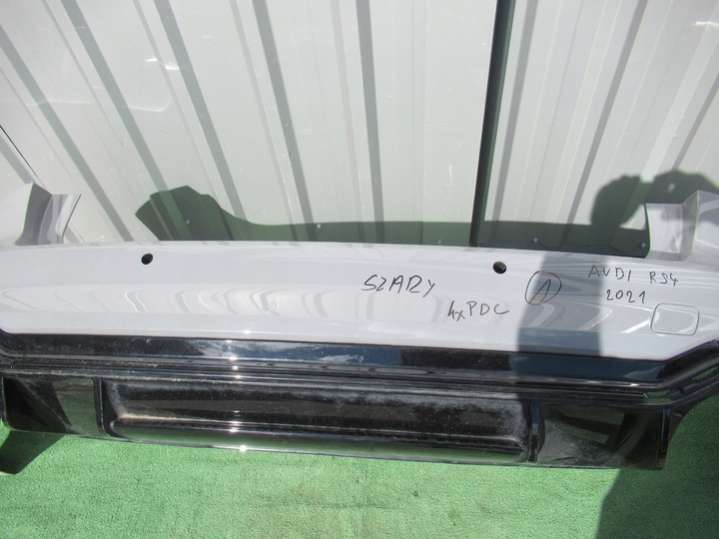 SZARY
4xPDC
1
AUDI RS4
2021